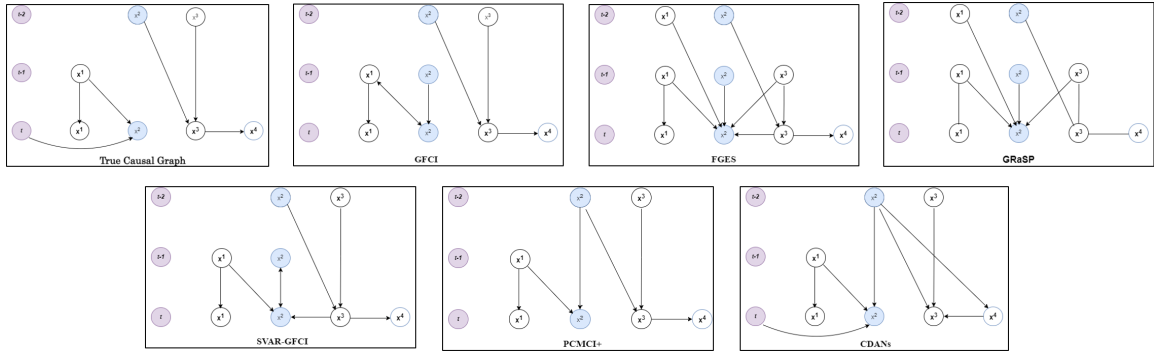 t-2 x² x³
t-1 x¹
t x¹ x² x³ x⁴
True Causal Graph
t-2 x² x³
t-1 x¹ x²
t x¹ x² x³ x⁴
GFCI
t-2 x¹ x²
t-1 x¹ x² x³
t x¹ x² x³ x⁴
FGES
t-2 x¹ x²
t-1 x¹ x² x³
t x¹ x² x³ x⁴
GRaSP
t-2 x² x³
t-1 x¹ x²
t x¹ x² x³ x⁴
SVAR-GFCI
t-2 x² x³
t-1 x¹
t x¹ x² x³ x⁴
PCMCI+
t-2 x² x³
t-1 x¹
t x¹ x² x³ x⁴
CDANs